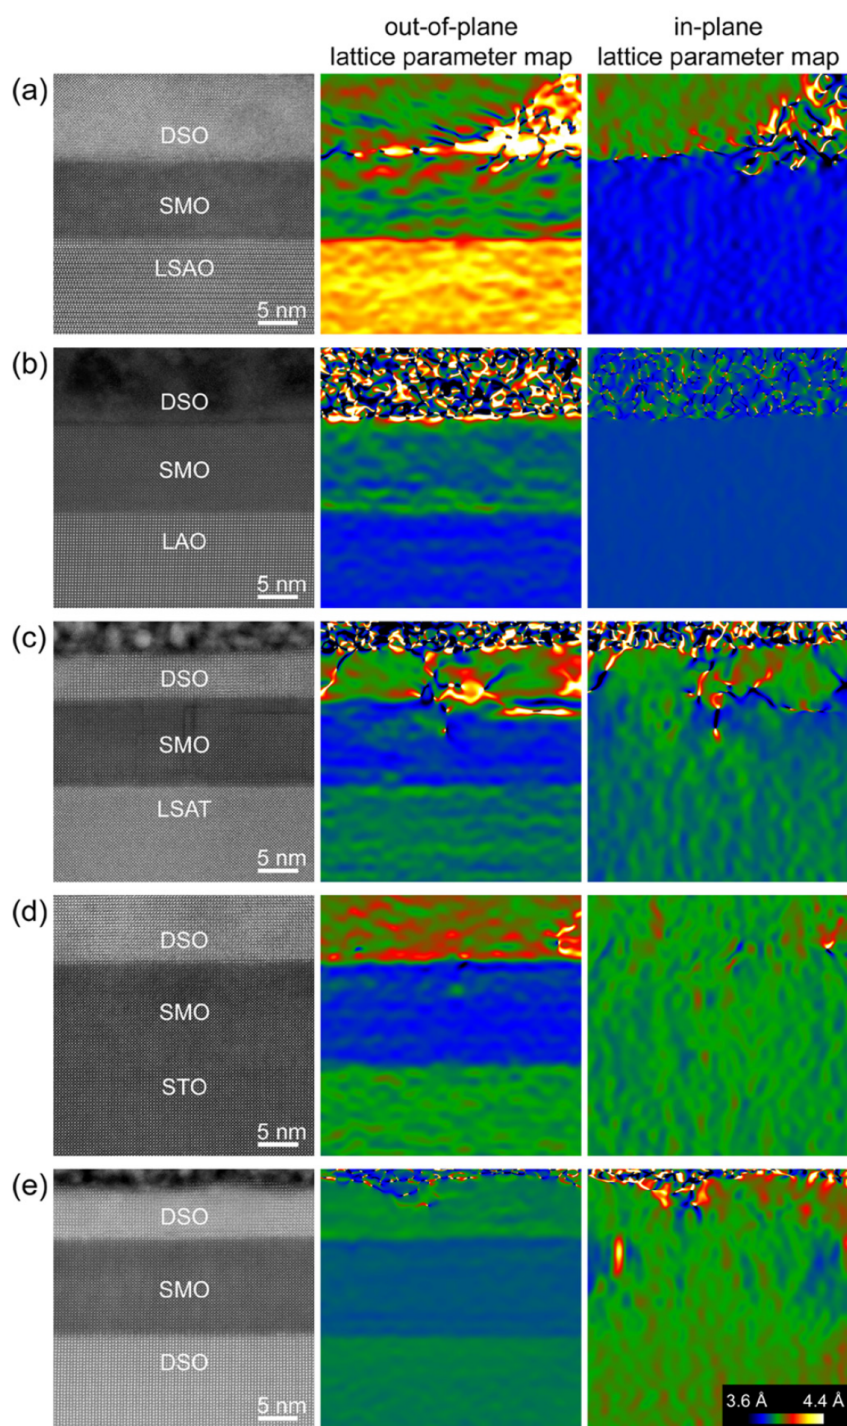 out-of-plane
lattice parameter map
in-plane
lattice parameter map
(a)
DSO
SMO
LSAO
5 nm
(b)
DSO
SMO
LAO
5 nm
(c)
DSO
SMO
LSAT
5 nm
(d)
DSO
SMO
STO
5 nm
(e)
DSO
SMO
DSO
5 nm
3.6 Å 4.4 Å